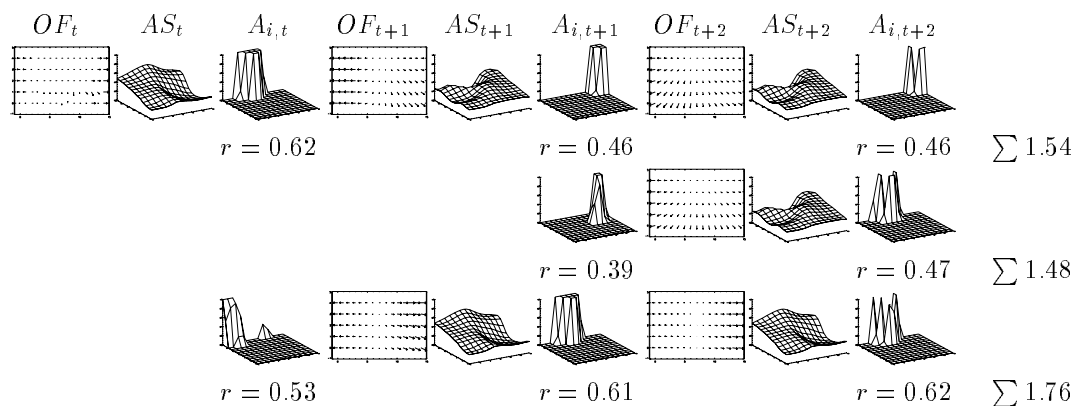 OF_t AS_t A_{i,t} OF_{t+1} AS_{t+1} A_{i,t+1} OF_{t+2} AS_{t+2} A_{i,t+2}
r = 0.62 r = 0.46 r = 0.46 ∑ 1.54
r = 0.39 r = 0.47 ∑ 1.48
r = 0.53 r = 0.61 r = 0.62 ∑ 1.76